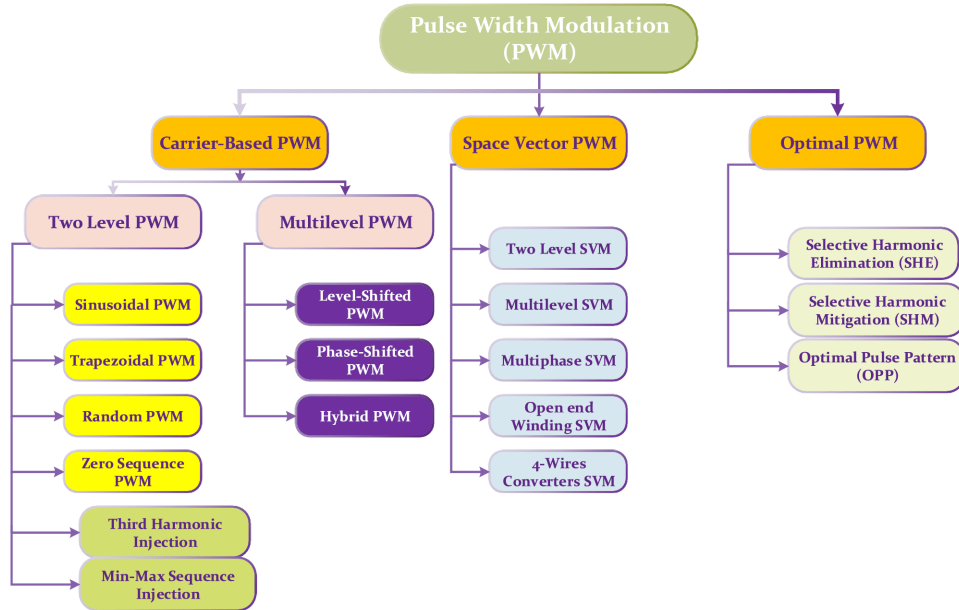 Pulse Width Modulation
(PWM)
Carrier-Based PWM
Space Vector PWM
Optimal PWM
Two Level PWM
Multilevel PWM
Sinusoidal PWM
Trapezoidal PWM
Random PWM
Zero Sequence
PWM
Third Harmonic
Injection
Min-Max Sequence
Injection
Level-Shifted
PWM
Phase-Shifted
PWM
Hybrid PWM
Two Level SVM
Multilevel SVM
Multiphase SVM
Open end
Winding SVM
4-Wires
Converters SVM
Selective Harmonic
Elimination (SHE)
Selective Harmonic
Mitigation (SHM)
Optimal Pulse Pattern
(OPP)